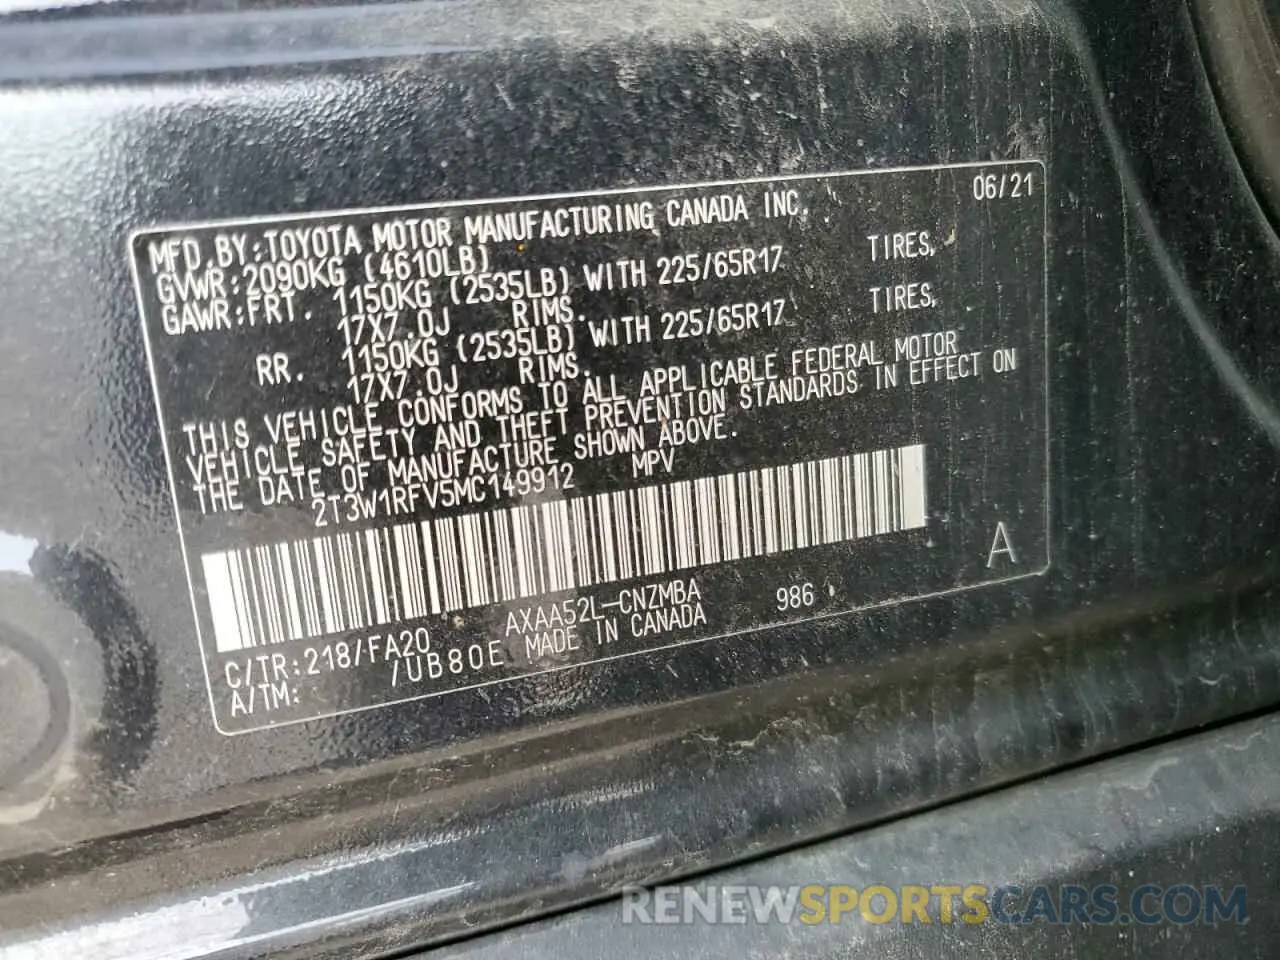 06/21
MFD.BY:TOYOTA MOTOR MANUFACTURING CANADA INC.
GVWR:2090KG (4610LB)
GAWR:FRT. 1150KG (2535LB) WITH 225/65R17 TIRES,
17X7.0J RIMS.
RR. 1150KG (2535LB) WITH 225/65R17 TIRES,
17X7.0J RIMS.
THIS VEHICLE CONFORMS TO ALL APPLICABLE FEDERAL MOTOR
VEHICLE SAFETY AND THEFT PREVENTION STANDARDS IN EFFECT ON
THE DATE OF MANUFACTURE SHOWN ABOVE.
2T3W1RFV5MC149912 MPV
A
C/TR:218/FA20 AXAA52L-CNZMBA 986
A/TM: /UB80E MADE IN CANADA
RENEWSPORTSCARS.COM